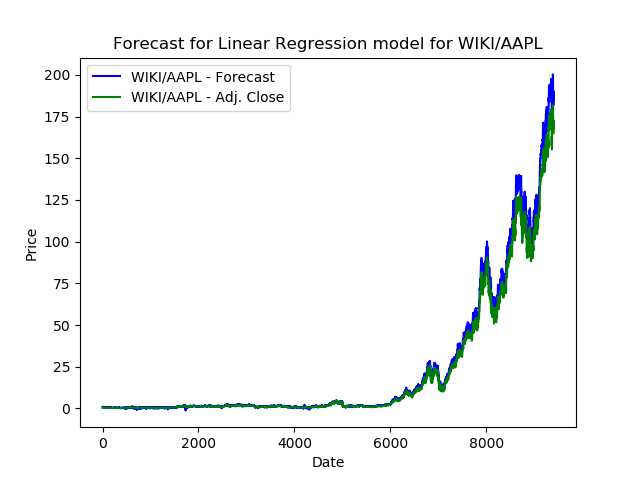 Forecast for Linear Regression model for WIKI/AAPL
WIKI/AAPL - Forecast
WIKI/AAPL - Adj. Close
200
175
150
125
100
75
50
25
0
Price
0 2000 4000 6000 8000
Date